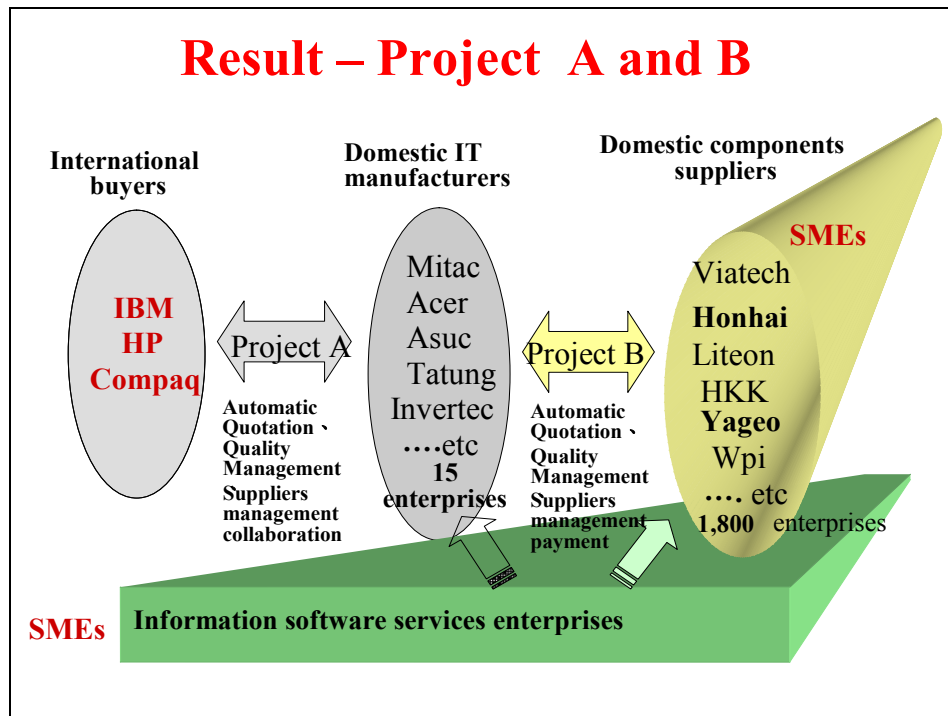 Result – Project A and B
International
buyers
IBM
HP
Compaq
Project A
Automatic
Quotation、
Quality
Management
Suppliers
management
collaboration
Domestic IT
manufacturers
Mitac
Acer
Asuc
Tatung
Invertec
....etc
15
enterprises
Project B
Automatic
Quotation、
Quality
Management
Suppliers
management
payment
Domestic components
suppliers
SMEs
Viatech
Honhai
Liteon
HKK
Yageo
Wpi
.... etc
1,800 enterprises
SMEs
Information software services enterprises